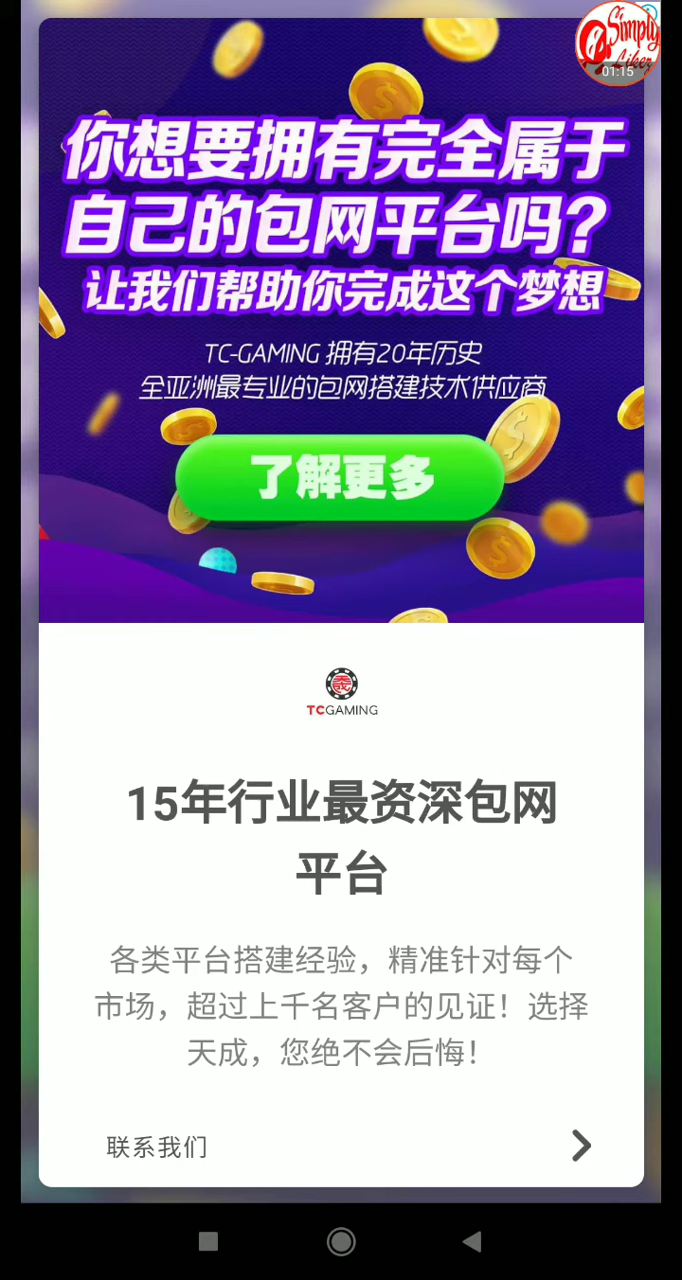 Simply
Liker
01:15
你想要拥有完全属于
自己的包网平台吗?
让我们帮助你完成这个梦想
TC-GAMING 拥有20年历史
全亚洲最专业的包网搭建技术供应商
了解更多
TCGAMING
15年行业最资深包网
平台
各类平台搭建经验，精准针对每个
市场，超过上千名客户的见证！选择
天成，您绝不会后悔！
联系我们